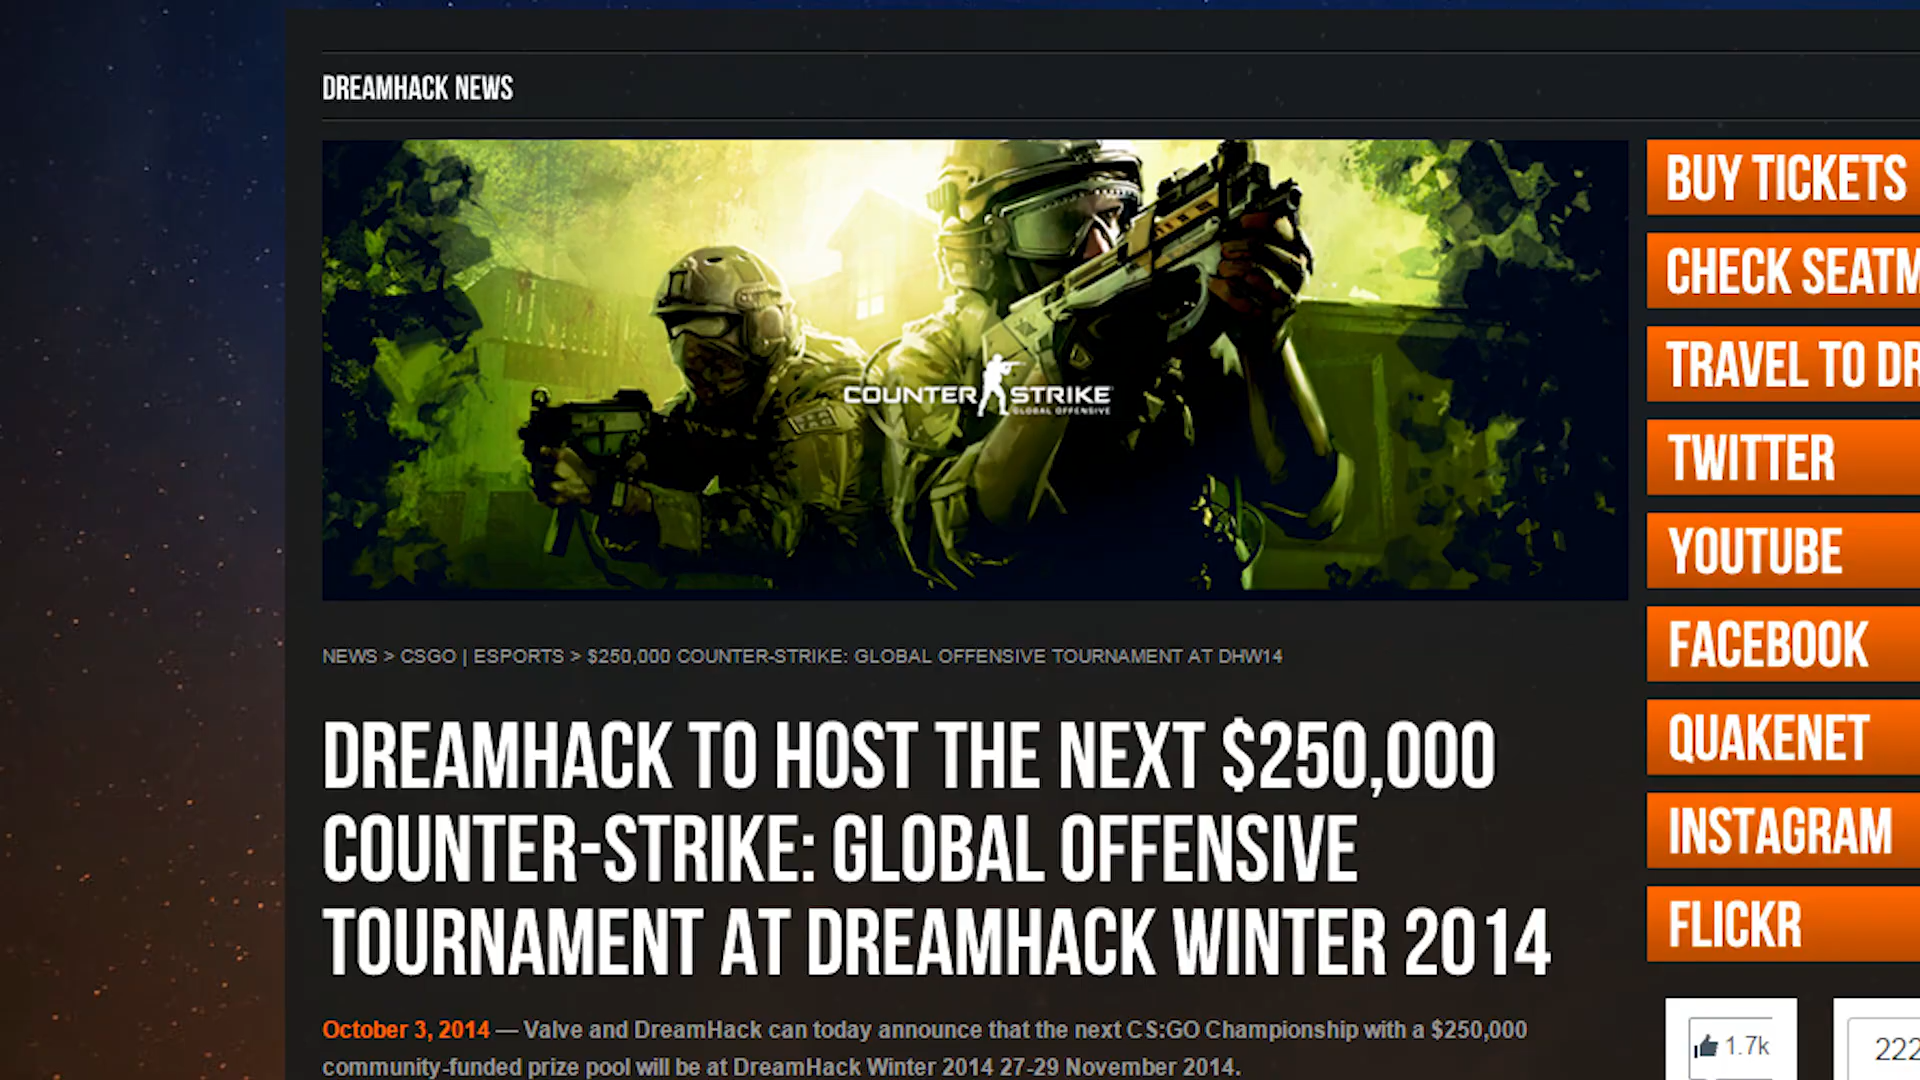 DREAMHACK NEWS
COUNTER STRIKE
GLOBAL OFFENSIVE
BUY TICKETS
CHECK SEATM
TRAVEL TO DR
TWITTER
YOUTUBE
FACEBOOK
QUAKENET
INSTAGRAM
FLICKR
NEWS > CSGO | ESPORTS > $250,000 COUNTER-STRIKE: GLOBAL OFFENSIVE TOURNAMENT AT DHW14
DREAMHACK TO HOST THE NEXT $250,000
COUNTER-STRIKE: GLOBAL OFFENSIVE
TOURNAMENT AT DREAMHACK WINTER 2014
October 3, 2014 — Valve and DreamHack can today announce that the next CS:GO Championship with a $250,000
community-funded prize pool will be at DreamHack Winter 2014 27-29 November 2014.
1.7k
222